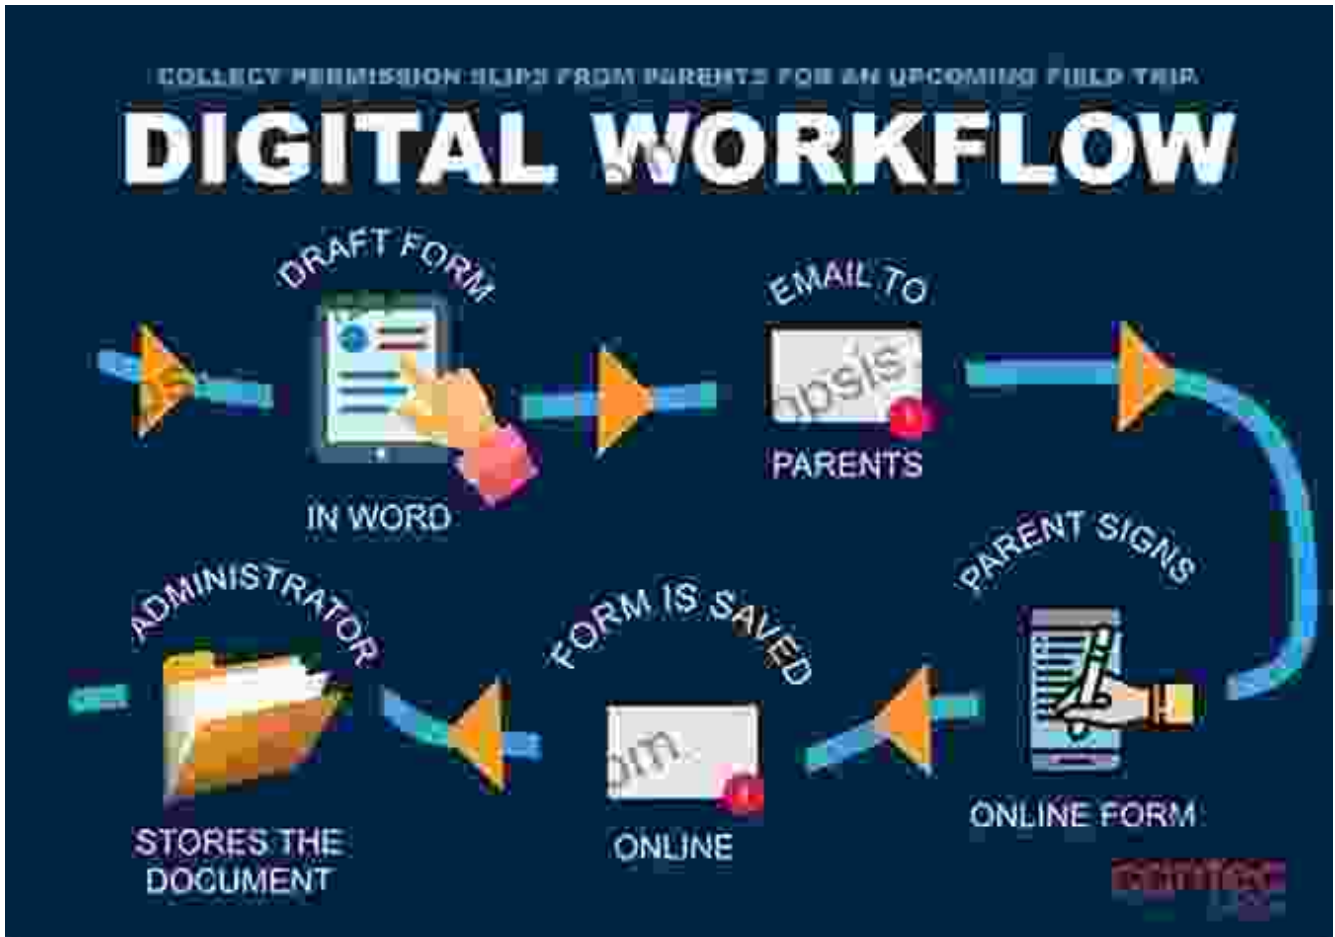 COLLECT PERMISSION SLIPS FROM PARENTS FOR AN UPCOMING FIELD TRIP
DIGITAL WORKFLOW
DRAFT FORM
IN WORD
EMAIL TO
PARENTS
PARENT SIGNS
ONLINE FORM
FORM IS SAVED
ONLINE
ADMINISTRATOR
STORES THE
DOCUMENT